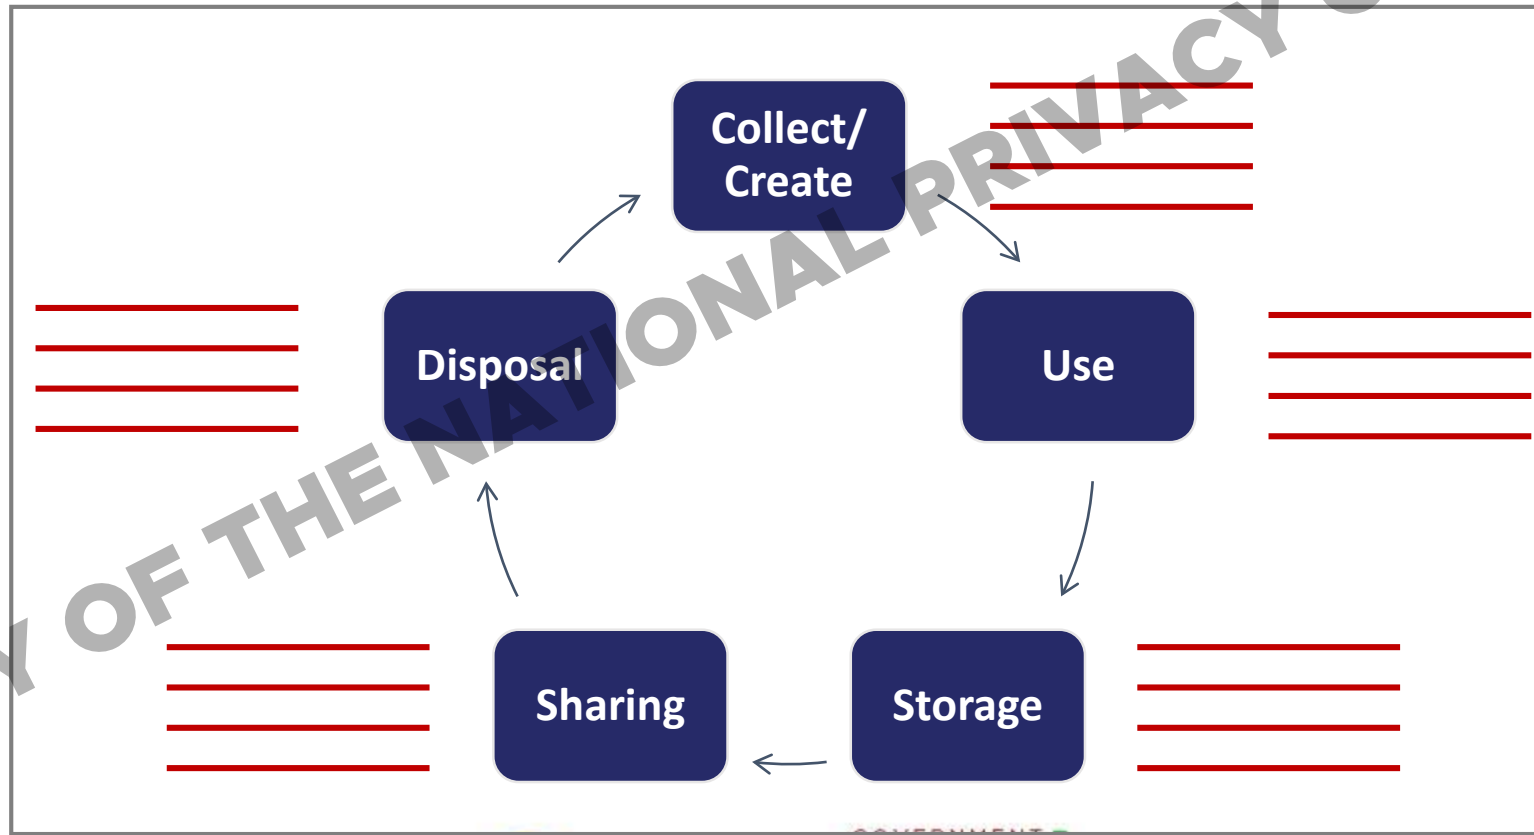 Collect/
Create
Use
Storage
Sharing
Disposal
Y OF THE NATIONAL PRIVACY